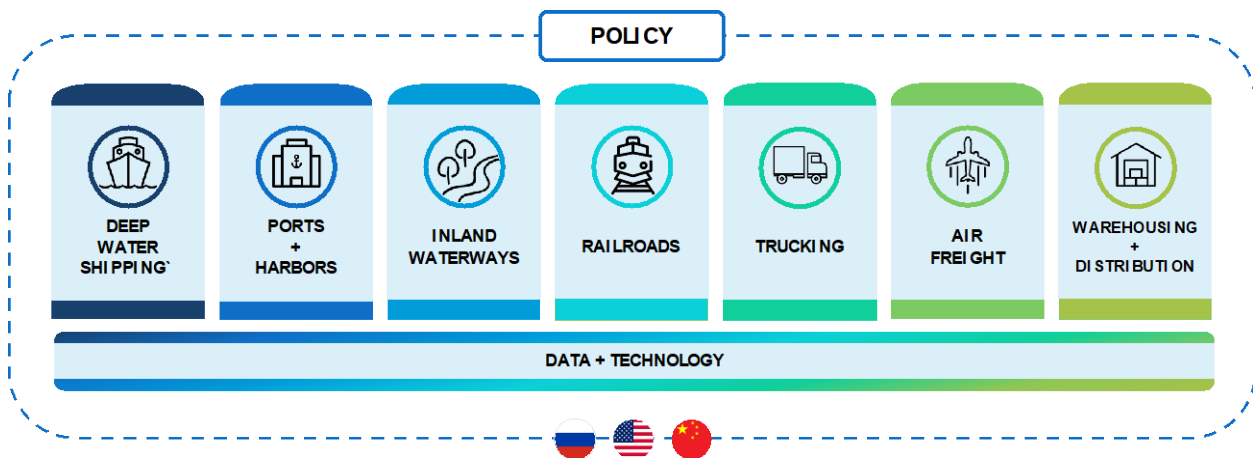 POLICY
DEEP
WATER
SHIPPING`
PORTS
+
HARBORS
INLAND
WATERWAYS
RAILROADS
TRUCKING
AIR
FREIGHT
WAREHOUSING
+
DISTRIBUTION
DATA + TECHNOLOGY